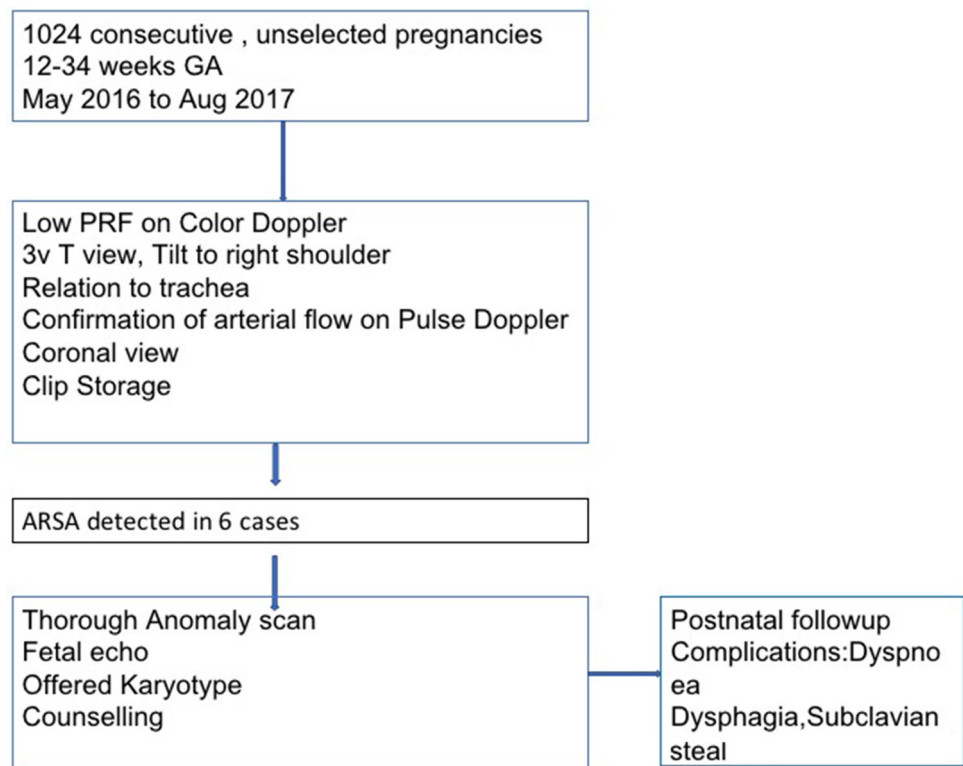 1024 consecutive , unselected pregnancies
12-34 weeks GA
May 2016 to Aug 2017
Low PRF on Color Doppler
3v T view, Tilt to right shoulder
Relation to trachea
Confirmation of arterial flow on Pulse Doppler
Coronal view
Clip Storage
ARSA detected in 6 cases
Thorough Anomaly scan
Fetal echo
Offered Karyotype
Counselling
Postnatal followup
Complications:Dyspno
ea
Dysphagia,Subclavian
steal